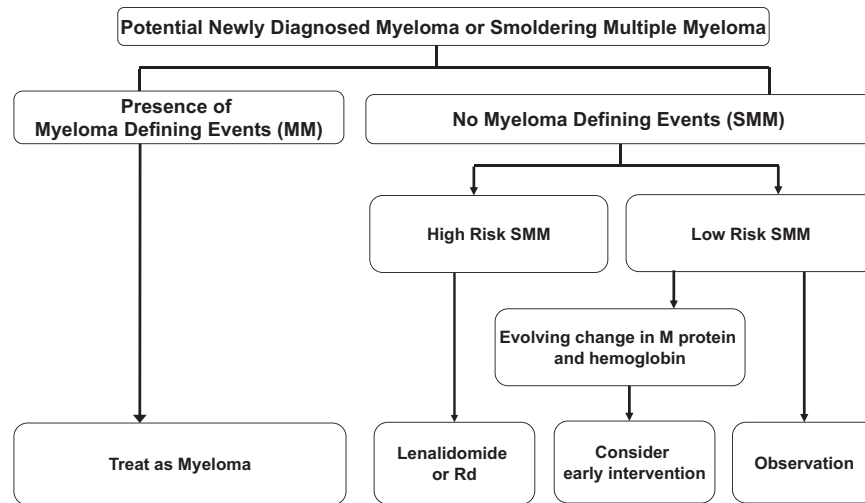 Potential Newly Diagnosed Myeloma or Smoldering Multiple Myeloma
Presence of
Myeloma Defining Events (MM)
No Myeloma Defining Events (SMM)
High Risk SMM
Low Risk SMM
Evolving change in M protein
and hemoglobin
Treat as Myeloma
Lenalidomide
or Rd
Consider
early intervention
Observation